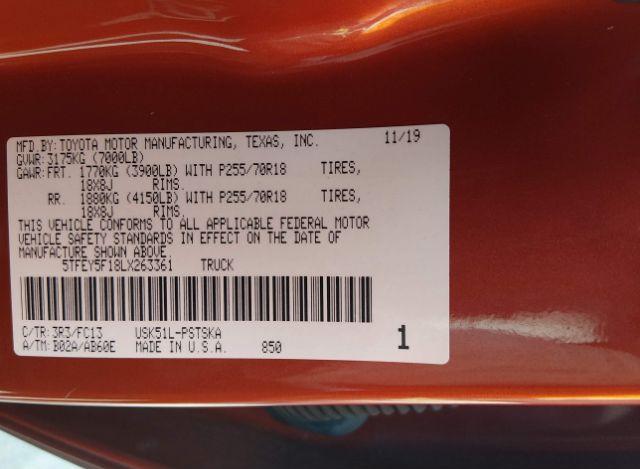 MFD.BY:TOYOTA MOTOR MANUFACTURING, TEXAS, INC. 11/19
GVWR:3175KG (7000LB)
GAWR:FRT. 1770KG (3900LB) WITH P255/70R18 TIRES,
18X8J RIMS.
RR. 1880KG (4150LB) WITH P255/70R18 TIRES,
18X8J RIMS.
THIS VEHICLE CONFORMS TO ALL APPLICABLE FEDERAL MOTOR
VEHICLE SAFETY STANDARDS IN EFFECT ON THE DATE OF
MANUFACTURE SHOWN ABOVE.
5TFEY5F18LX263361 TRUCK
C/TR:3R3/FC13 USK51L-PSTSKA
A/TM:B02A/AB60E MADE IN U.S.A. 850 1